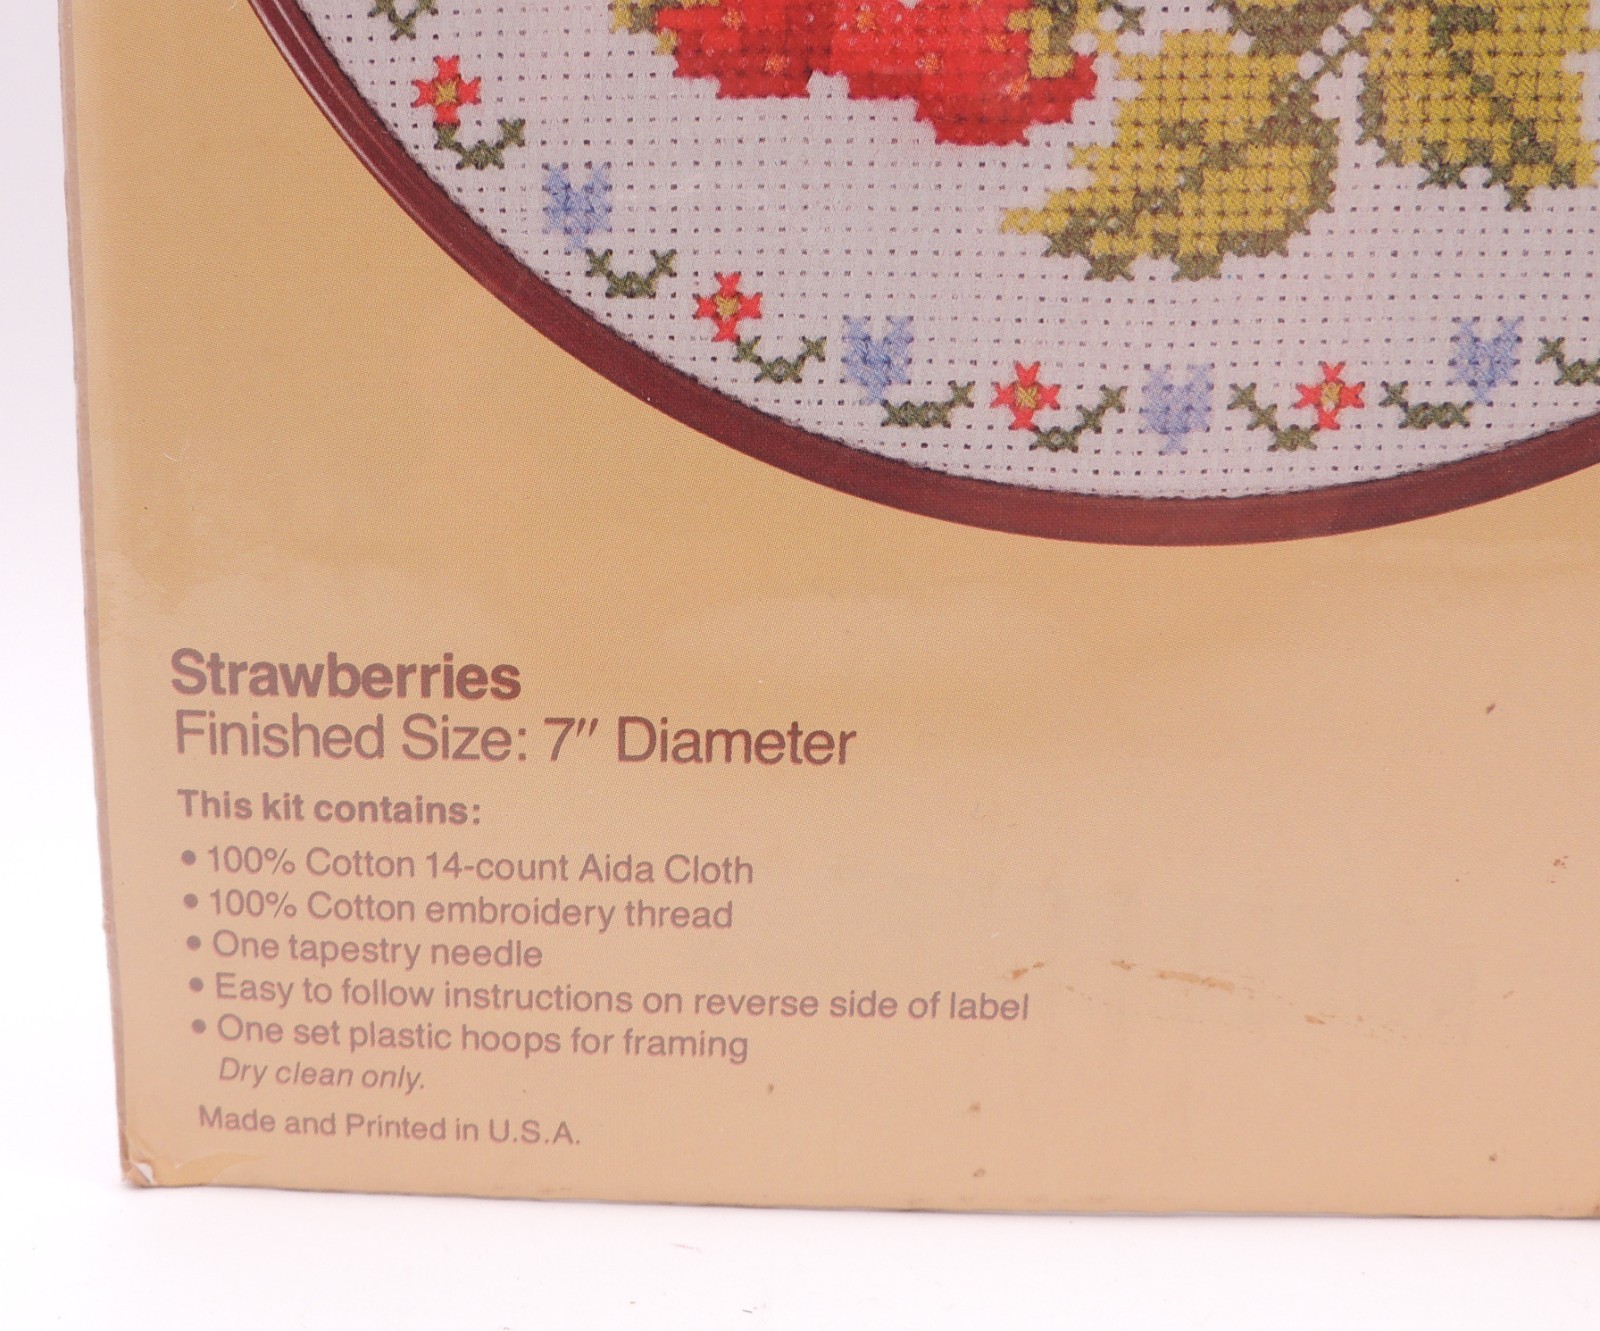 Strawberries
Finished Size: 7″ Diameter
This kit contains:
• 100% Cotton 14-count Aida Cloth
• 100% Cotton embroidery thread
• One tapestry needle
• Easy to follow instructions on reverse side of label
• One set plastic hoops for framing
Dry clean only.
Made and Printed in U.S.A.